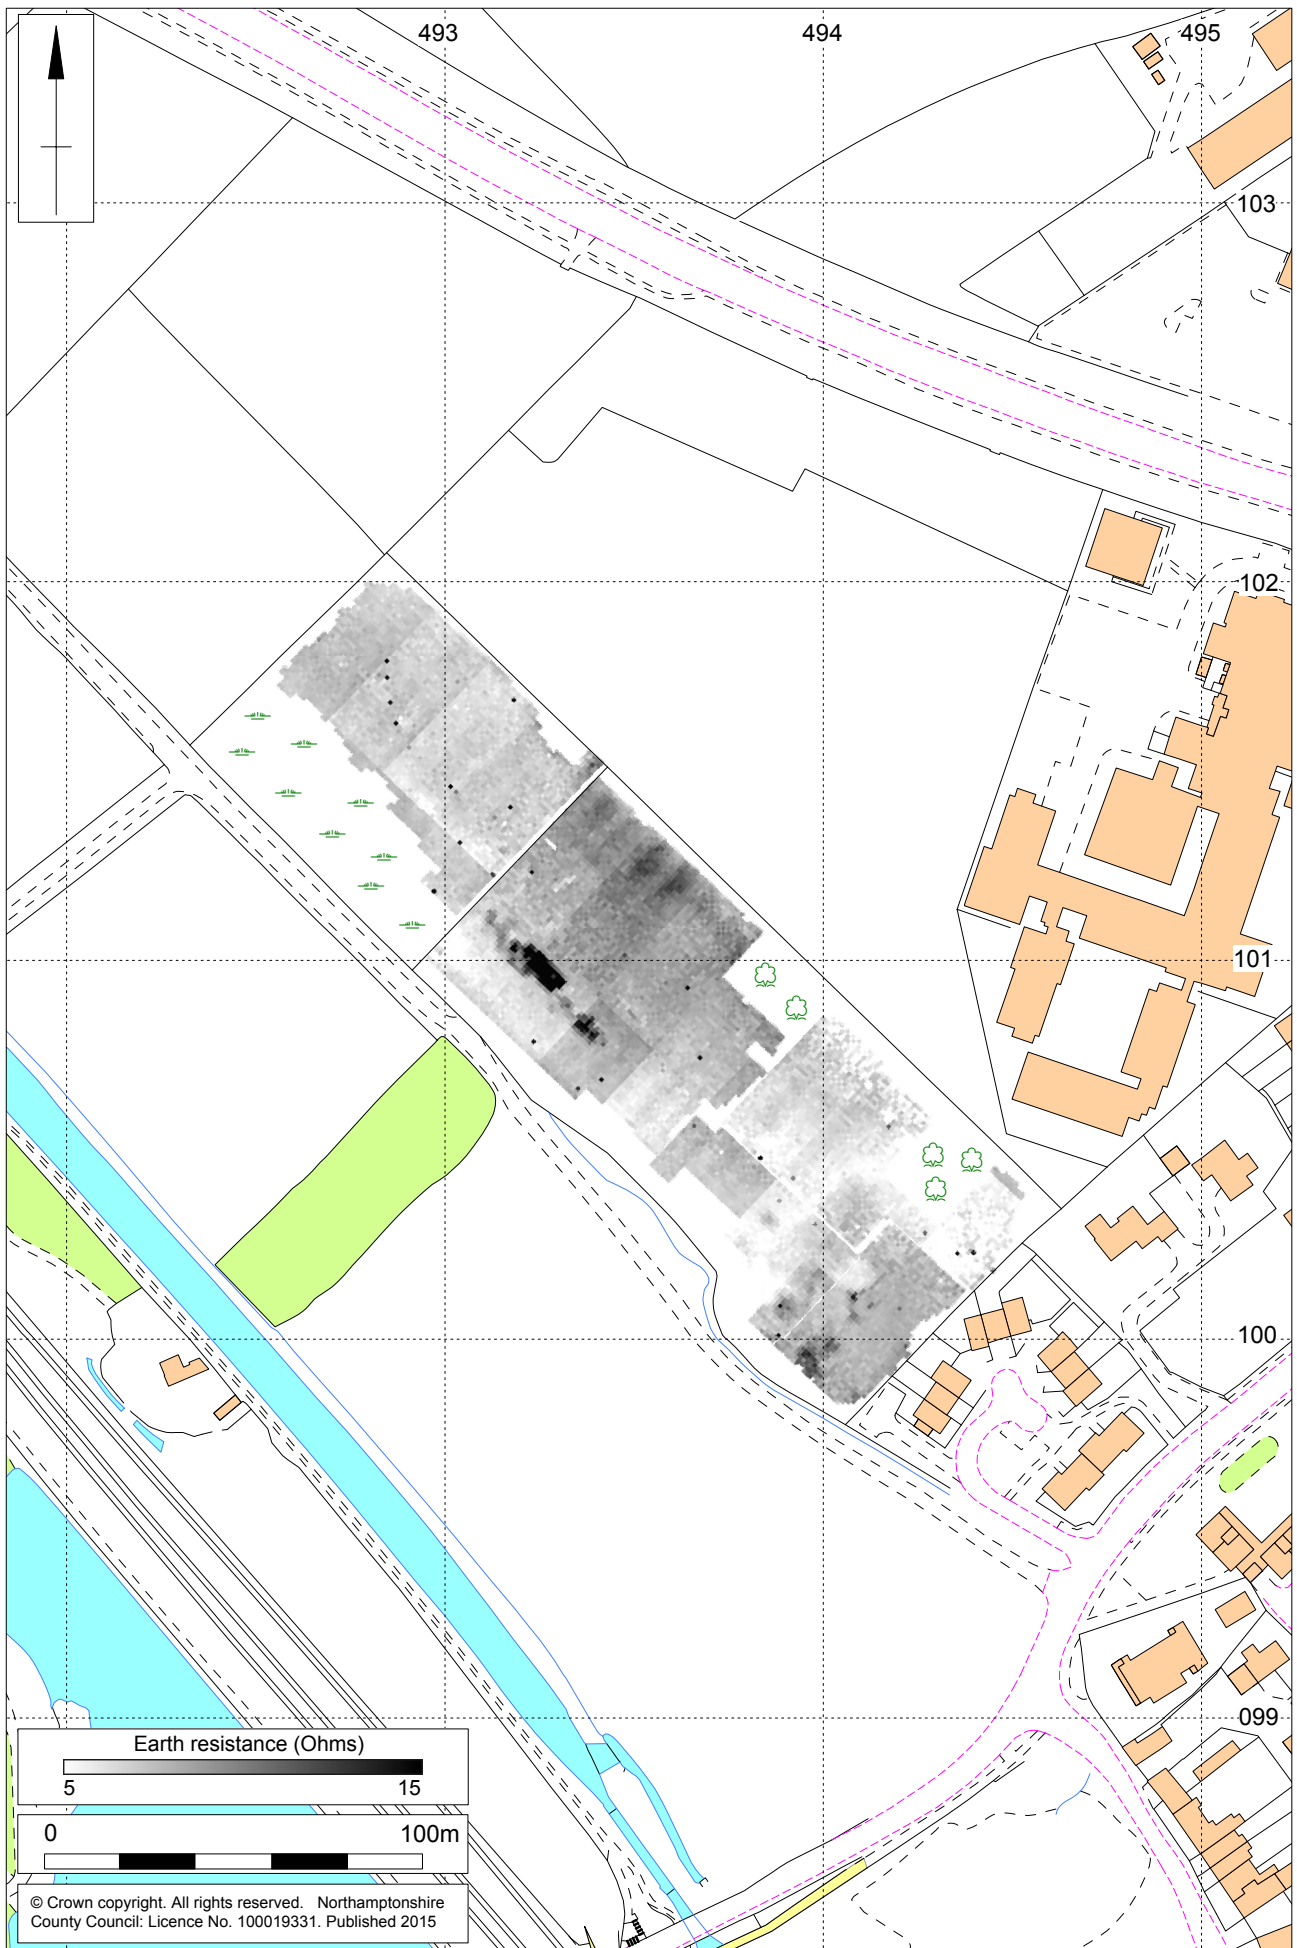 493
494
495
103
102
101
100
099
Earth resistance (Ohms)
5 15
0 100m
© Crown copyright. All rights reserved. Northamptonshire
County Council: Licence No. 100019331. Published 2015